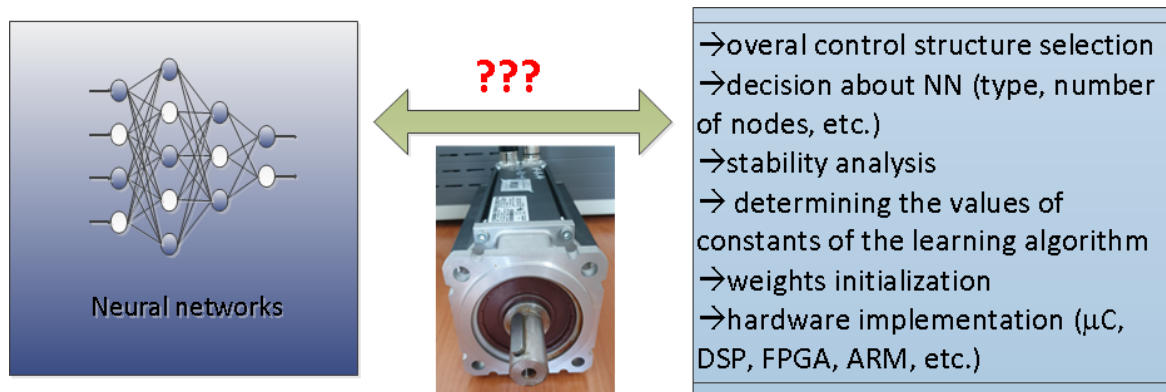 ???
Neural networks
→overal control structure selection
→decision about NN (type, number
of nodes, etc.)
→stability analysis
→ determining the values of
constants of the learning algorithm
→weights initialization
→hardware implementation (μC,
DSP, FPGA, ARM, etc.)